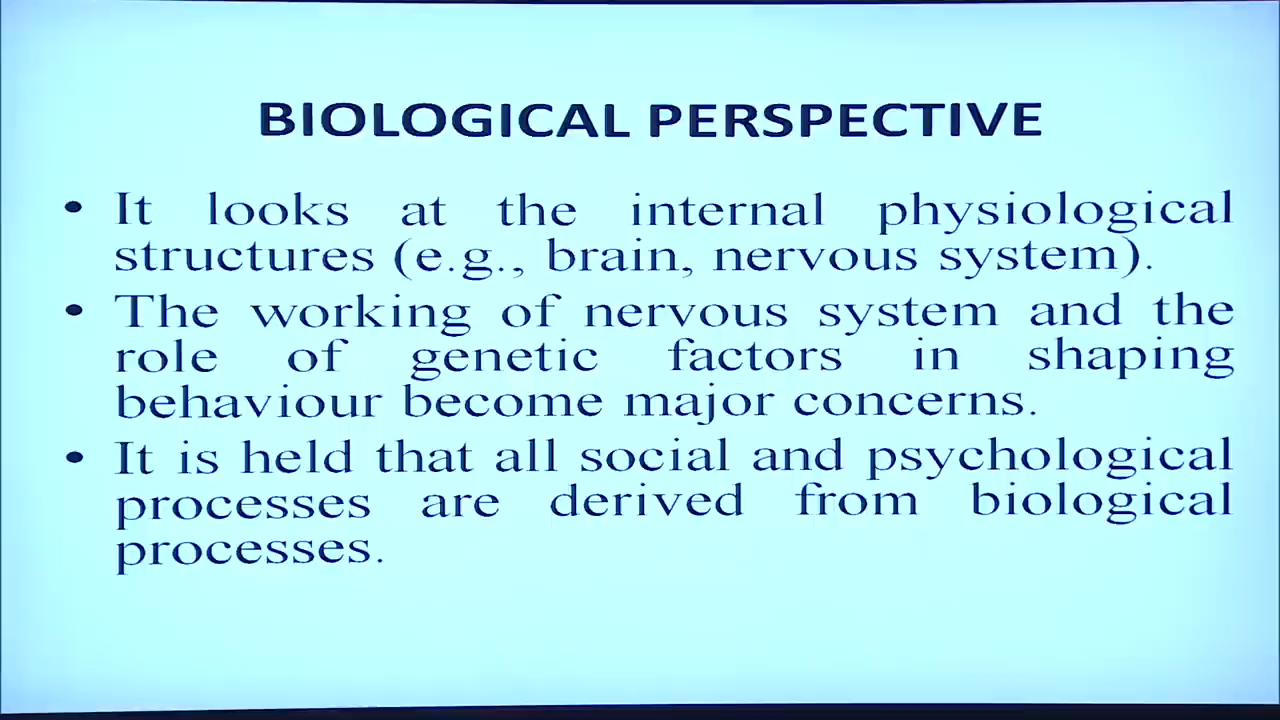 BIOLOGICAL PERSPECTIVE
• It looks at the internal physiological
structures (e.g., brain, nervous system).
• The working of nervous system and the
role of genetic factors in shaping
behaviour become major concerns.
• It is held that all social and psychological
processes are derived from biological
processes.